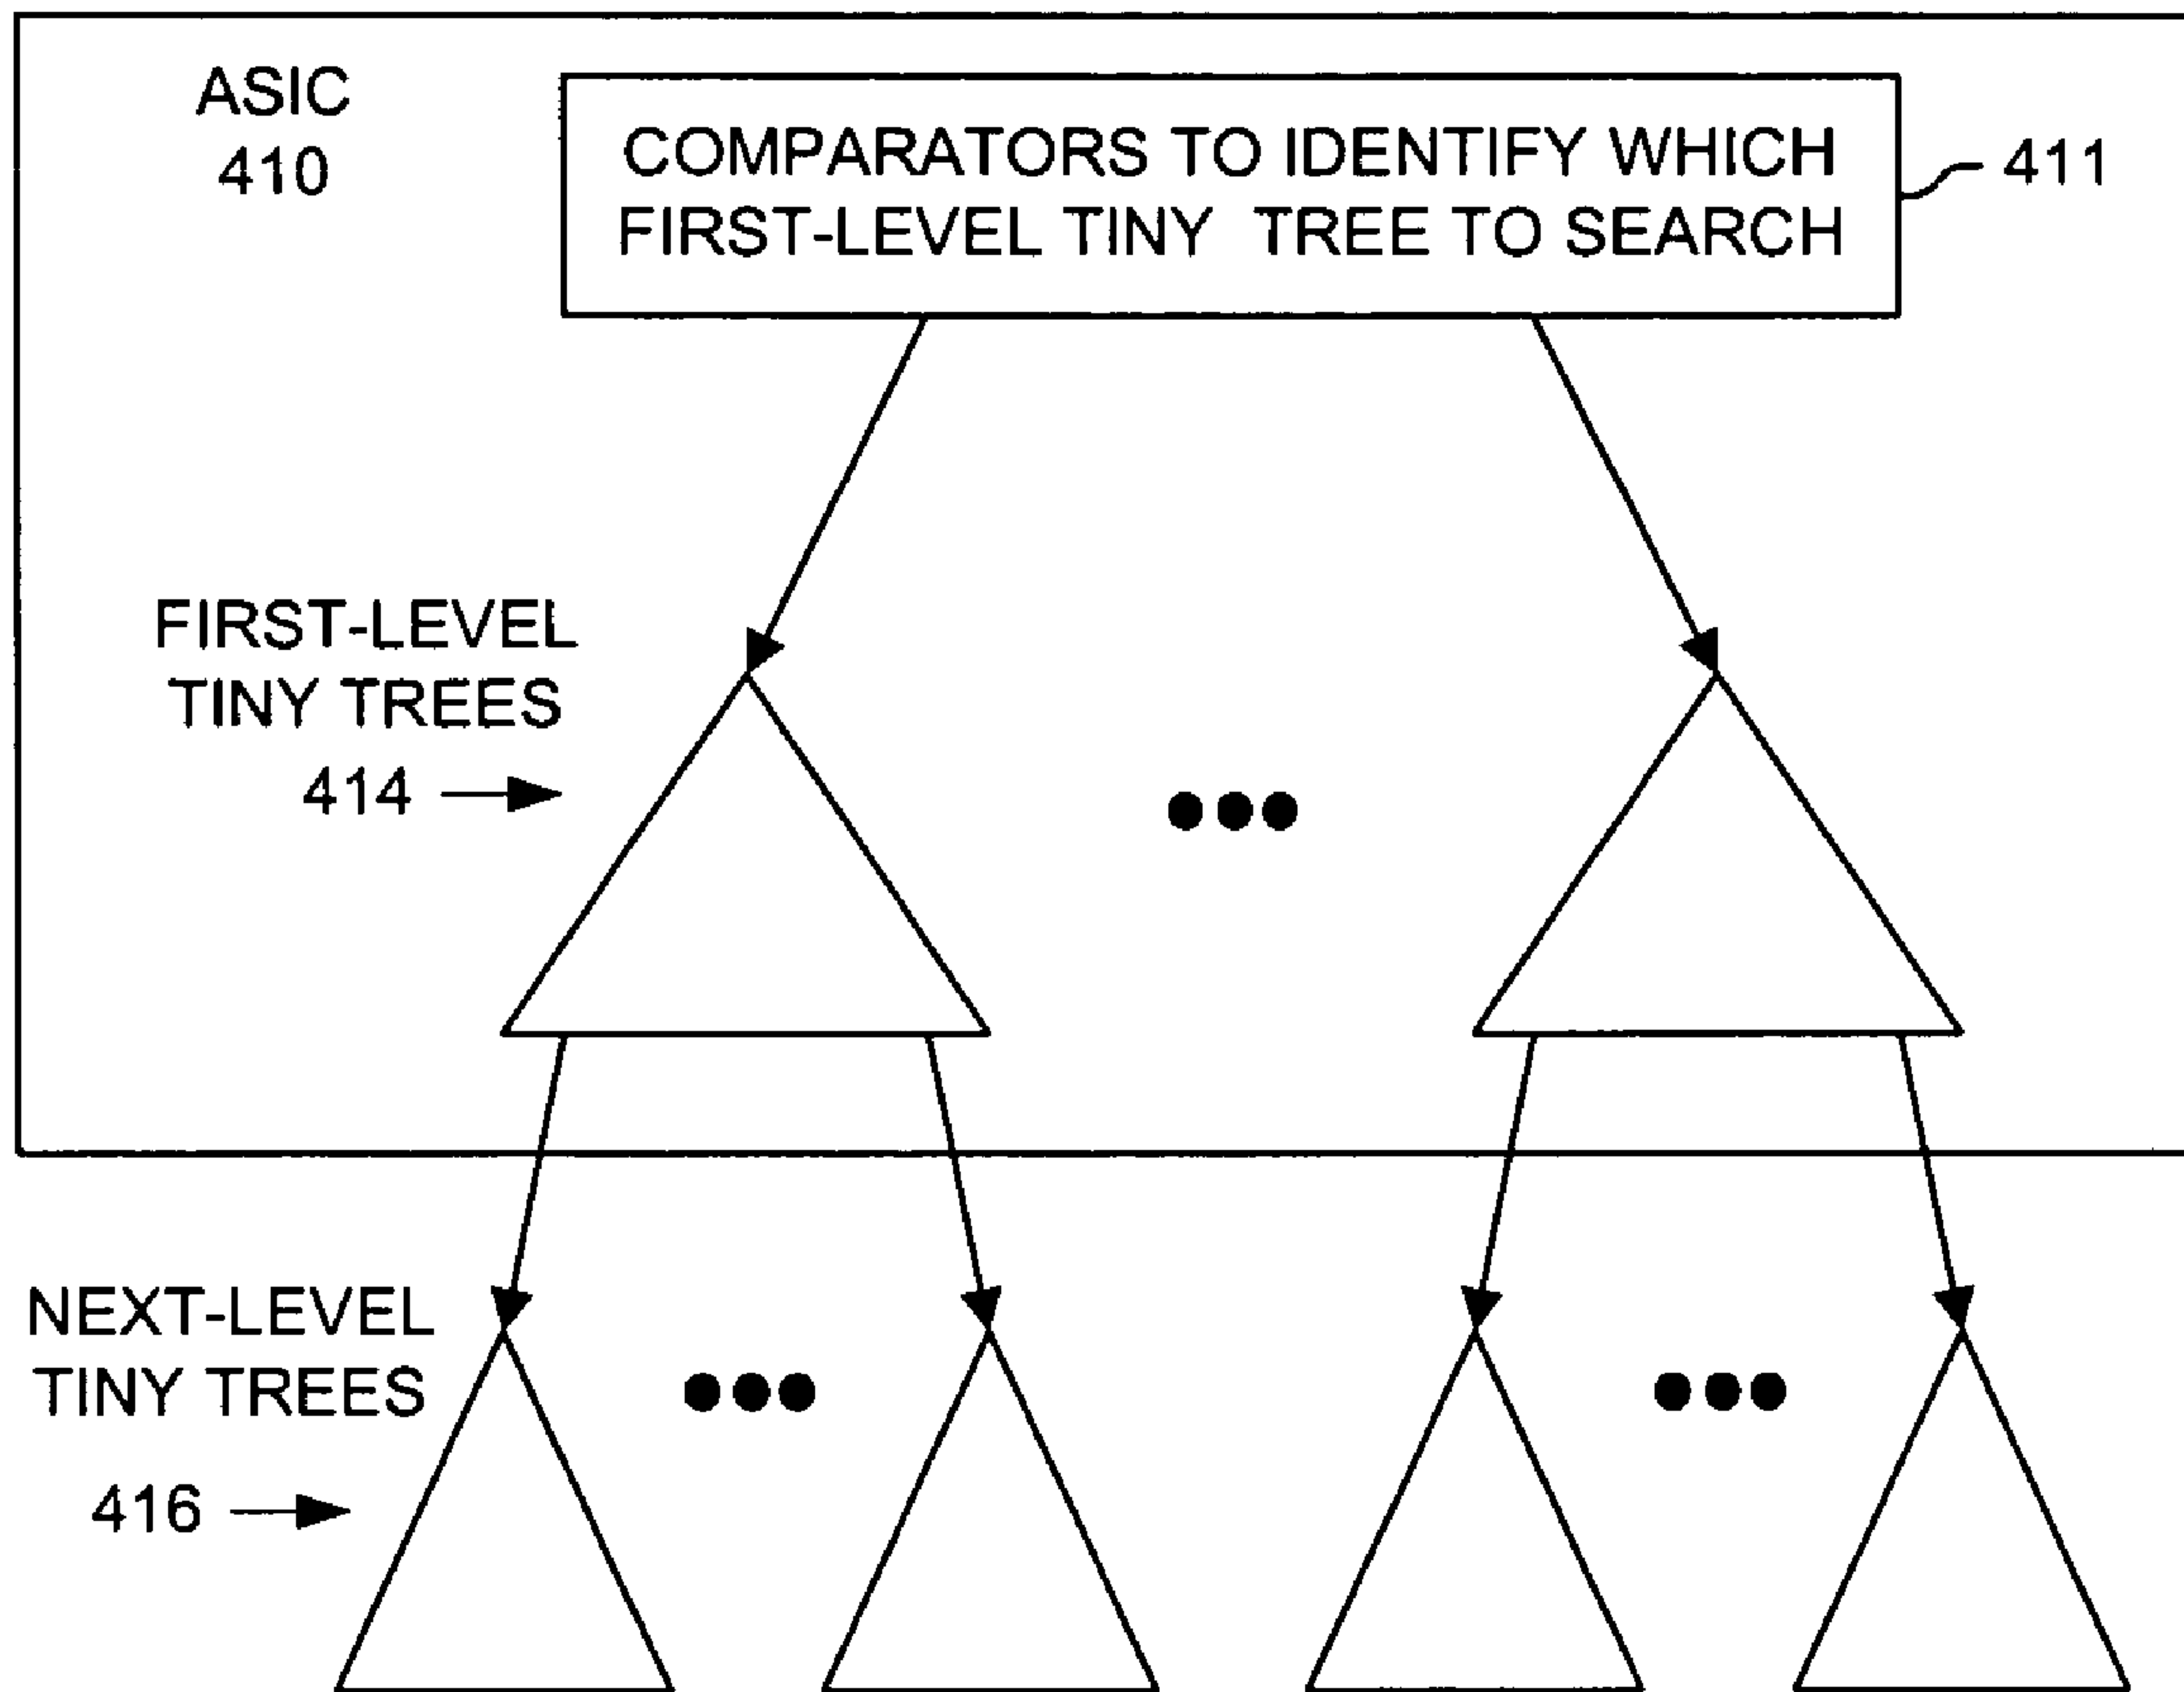 ASIC
410
COMPARATORS TO IDENTIFY WHICH
FIRST-LEVEL TINY TREE TO SEARCH
411
FIRST-LEVEL
TINY TREES
414
NEXT-LEVEL
TINY TREES
416